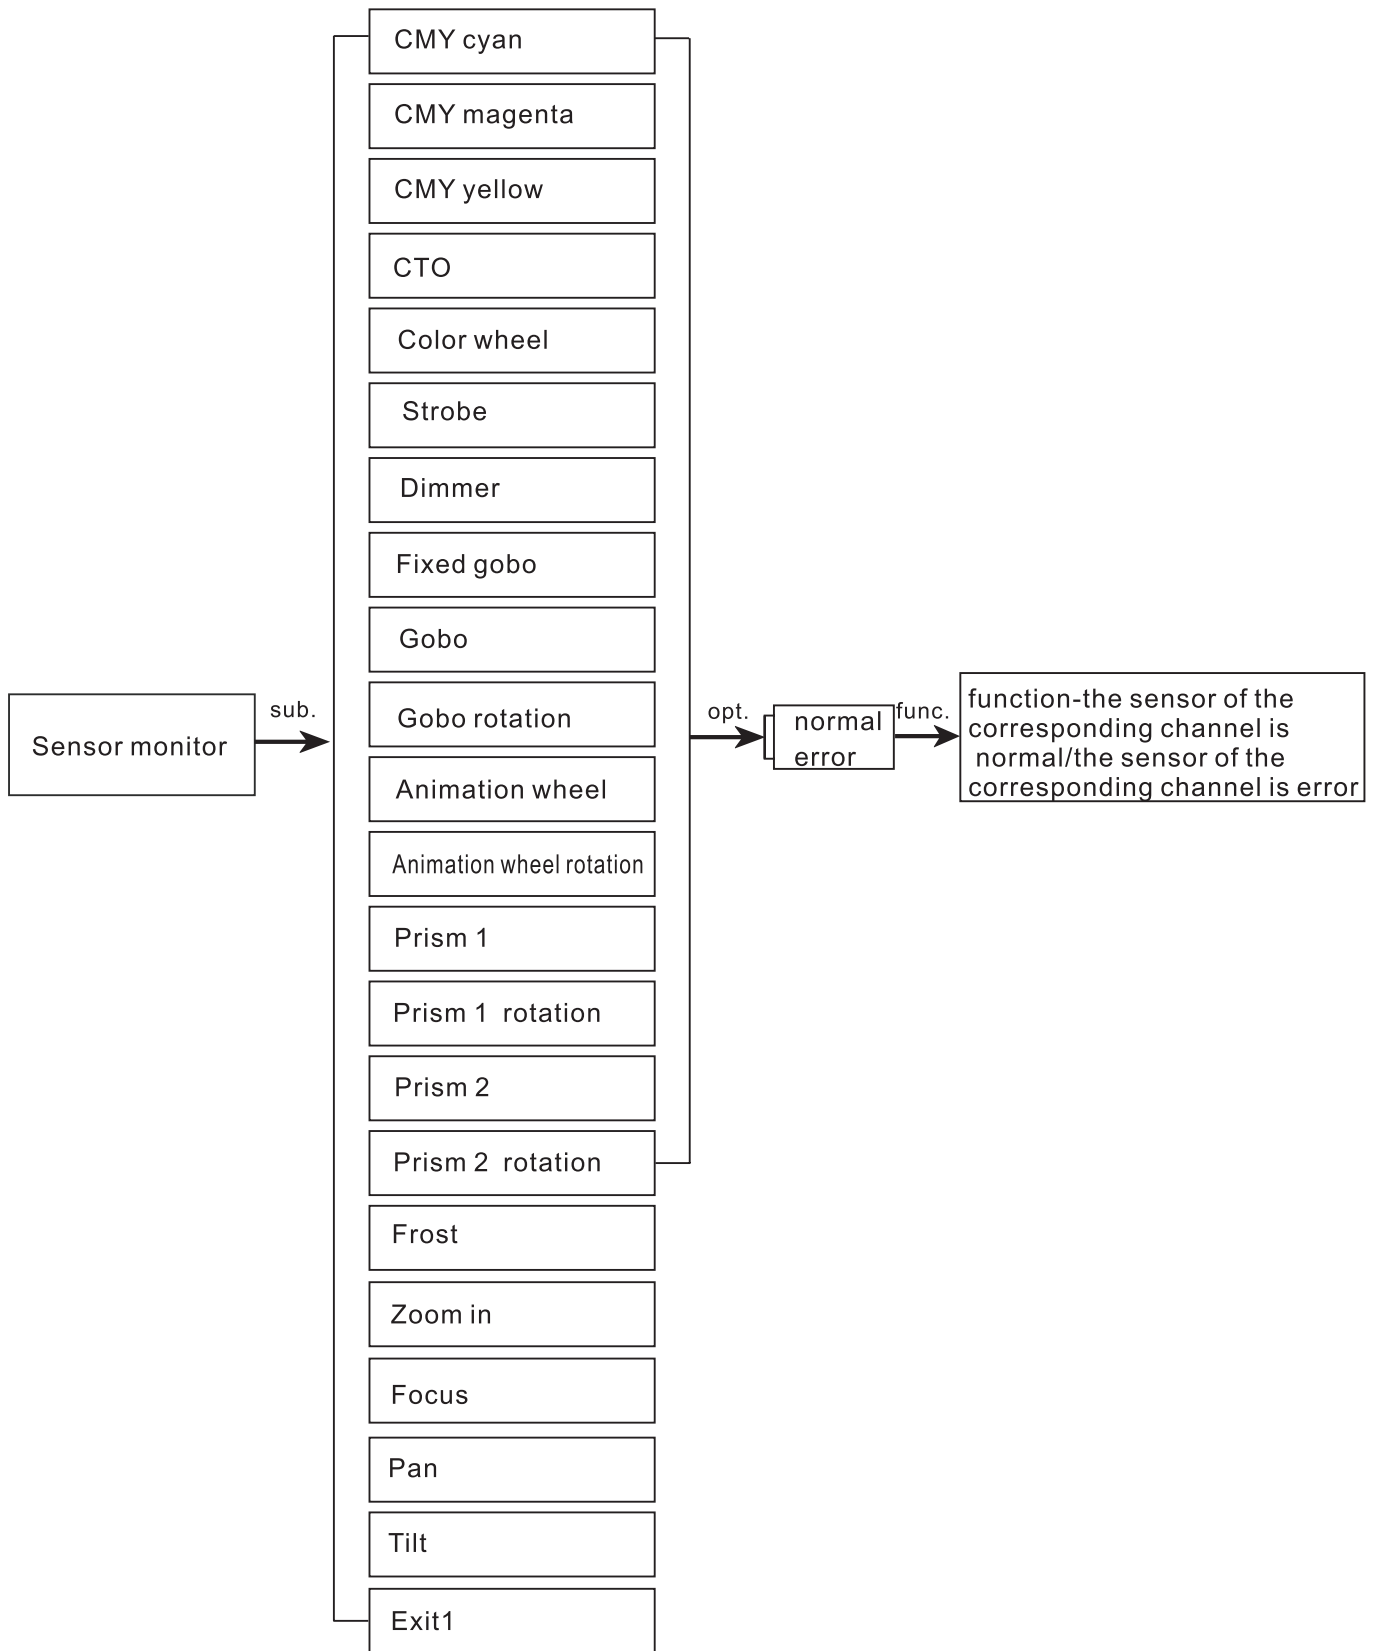 CMY cyan
CMY magenta
CMY yellow
CTO
Color wheel
Strobe
Dimmer
Fixed gobo
Gobo
Sensor monitor
sub.
Gobo rotation
opt.
normal
error
func.
function-the sensor of the
corresponding channel is
normal/the sensor of the
corresponding channel is error
Animation wheel
Animation wheel rotation
Prism 1
Prism 1 rotation
Prism 2
Prism 2 rotation
Frost
Zoom in
Focus
Pan
Tilt
Exit1